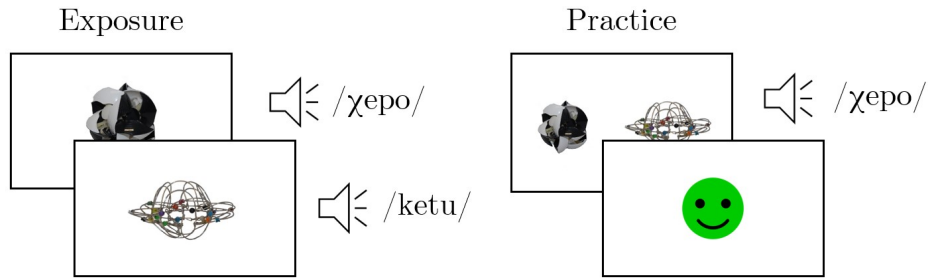 Exposure
Practice
/χepo/
/ketu/
/χepo/